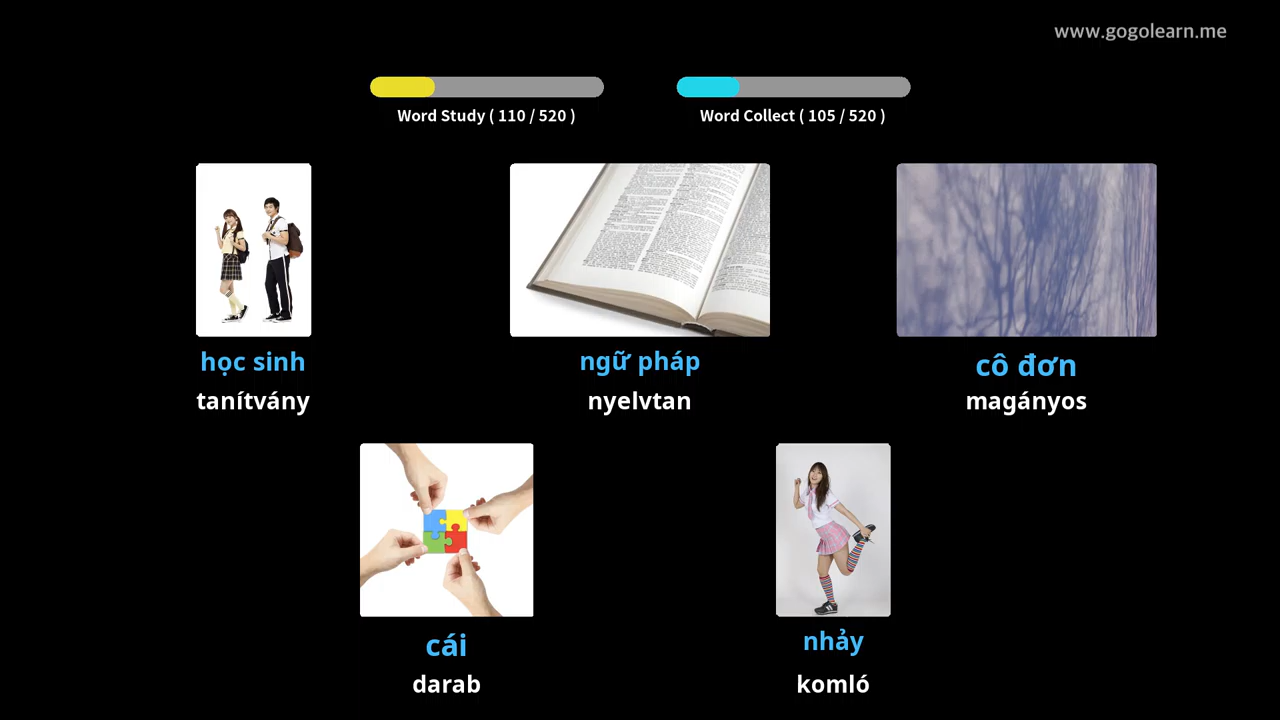 www.gogolearn.me
Word Study ( 110 / 520 )
Word Collect ( 105 / 520 )
học sinh
tanítvány
ngữ pháp
nyelvtan
cô đơn
magányos
cái
darab
nhảy
komló